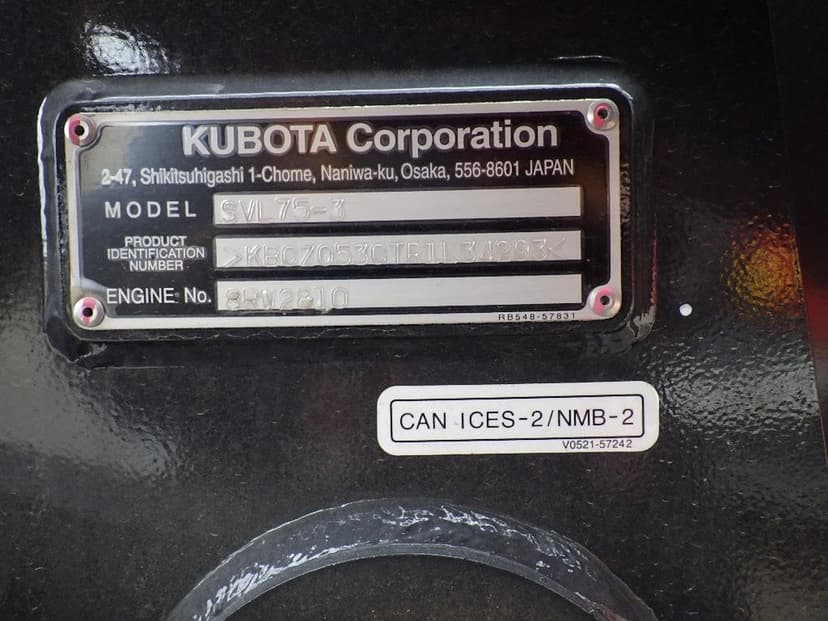 KUBOTA Corporation
2-47, Shikitsuhigashi 1-Chome, Naniwa-ku, Osaka, 556-8601 JAPAN
MODEL SVL75-3
PRODUCT
IDENTIFICATION
NUMBER
ENGINE No. 8RW2810
RB548-57831
CAN ICES-2/NMB-2
V0521-57242